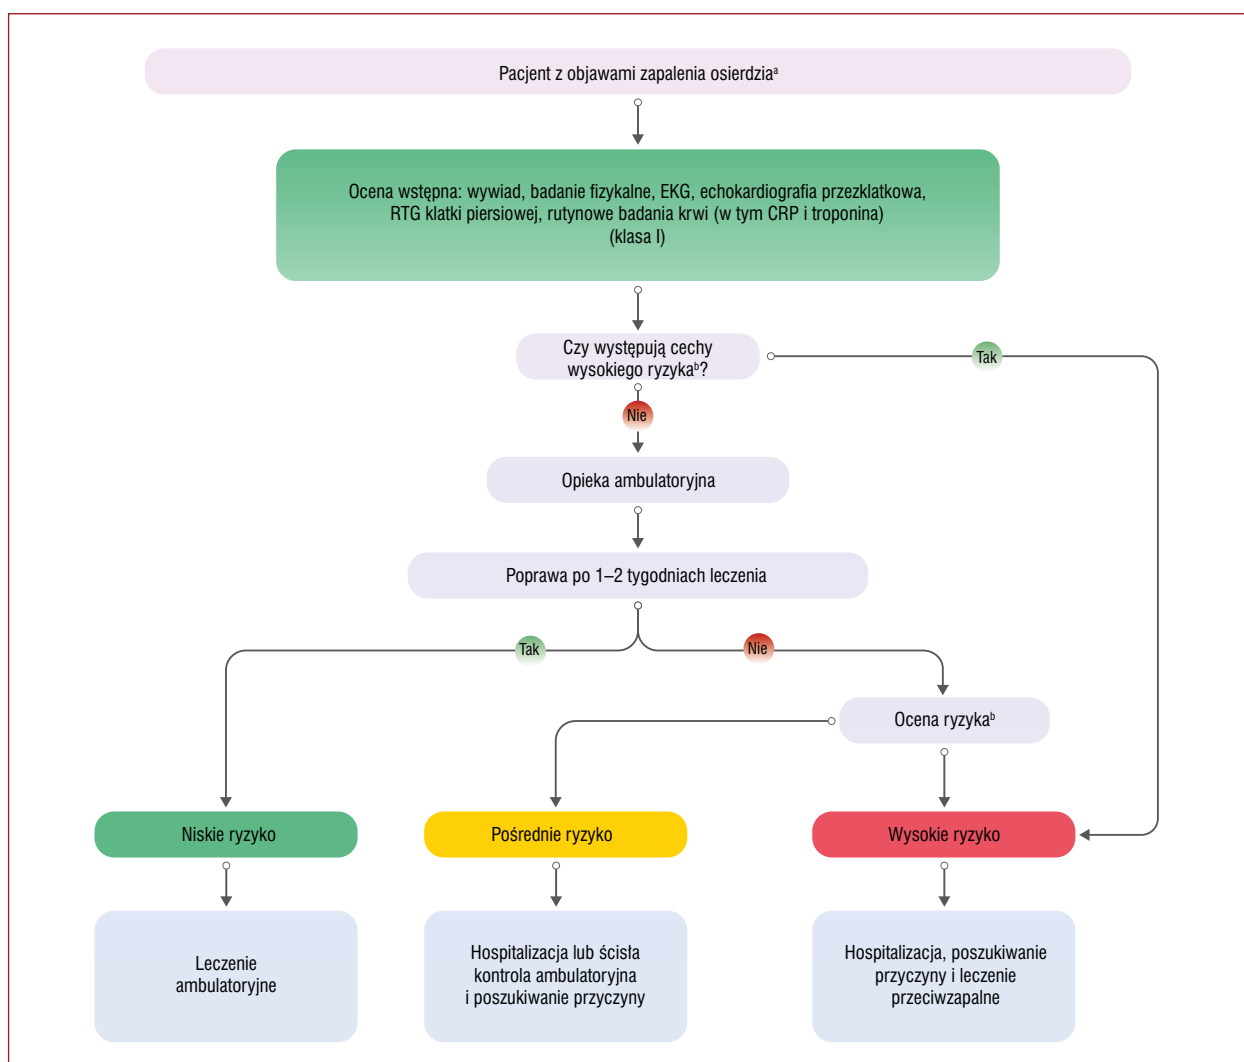 Pacjent z objawami zapalenia osierdziaᵃ
Ocena wstępna: wywiad, badanie fizykalne, EKG, echokardiografia przezklatkowa,
RTG klatki piersiowej, rutynowe badania krwi (w tym CRP i troponina)
(klasa I)
Czy występują cechy
wysokiego ryzykaᵇ?
Tak
Nie
Opieka ambulatoryjna
Poprawa po 1–2 tygodniach leczenia
Tak
Nie
Ocena ryzykaᵇ
Niskie ryzyko
Pośrednie ryzyko
Wysokie ryzyko
Leczenie
ambulatoryjne
Hospitalizacja lub ścisła
kontrola ambulatoryjna
i poszukiwanie przyczyny
Hospitalizacja, poszukiwanie
przyczyny i leczenie
przeciwzapalne